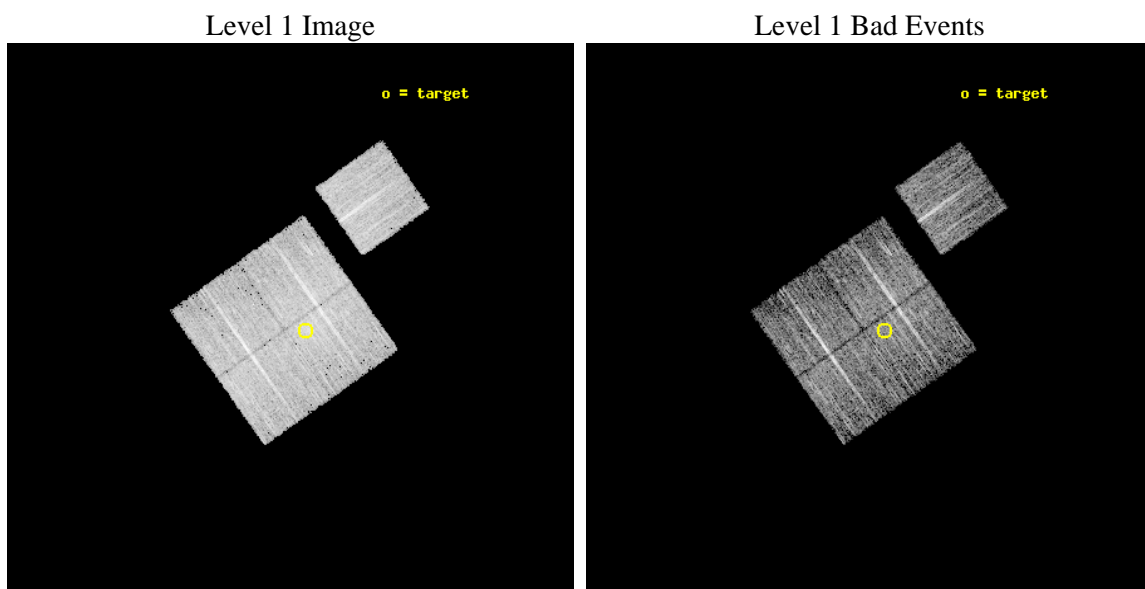 Level 1 Image
Level 1 Bad Events
o = target
o = target